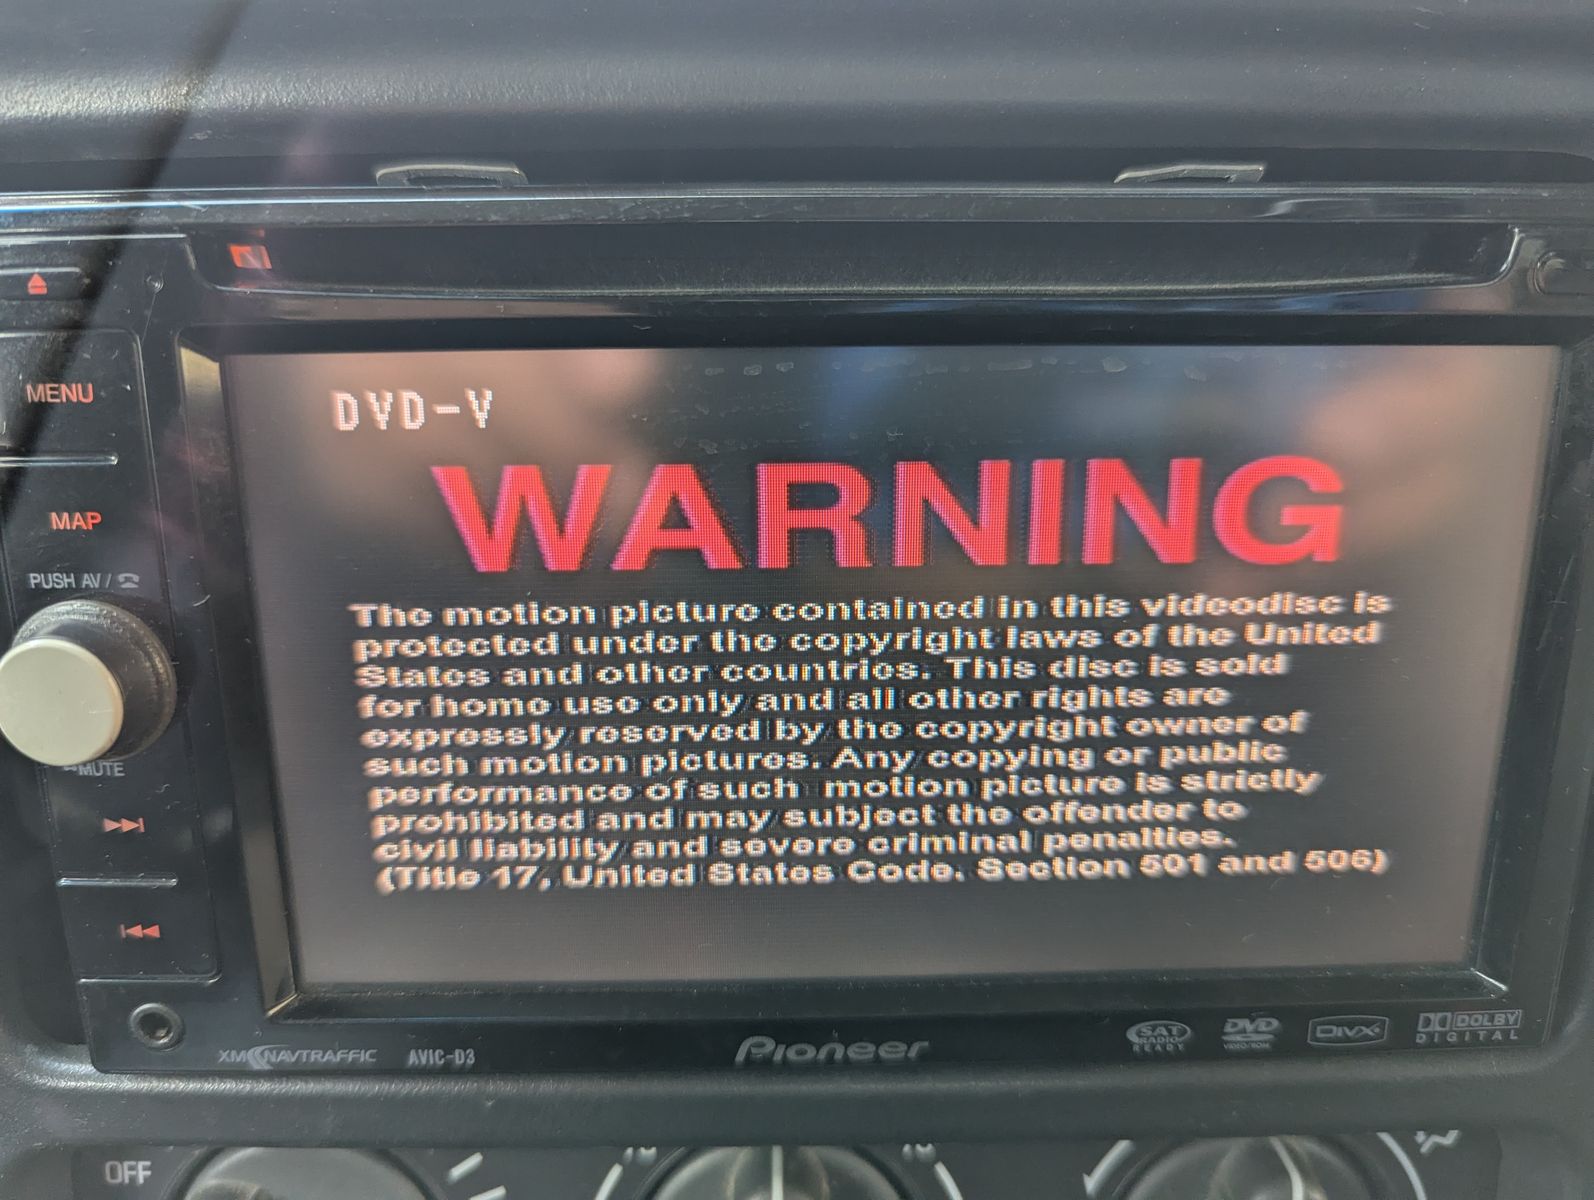 MENU
MAP
PUSH AV /
MUTE
DVD-V
WARNING
The motion picture contained in this videodisc is
protected under the copyright laws of the United
States and other countries. This disc is sold
for home use only and all other rights are
expressly reserved by the copyright owner of
such motion pictures. Any copying or public
performance of such motion picture is strictly
prohibited and may subject the offender to
civil liability and severe criminal penalties.
(Title 17, United States Code, Section 501 and 506)
XM NAVTRAFFIC AVIC-D3 Pioneer
SAT RADIO READY
DVD VIDEO/ROM
DIVX
DOLBY DIGITAL
OFF